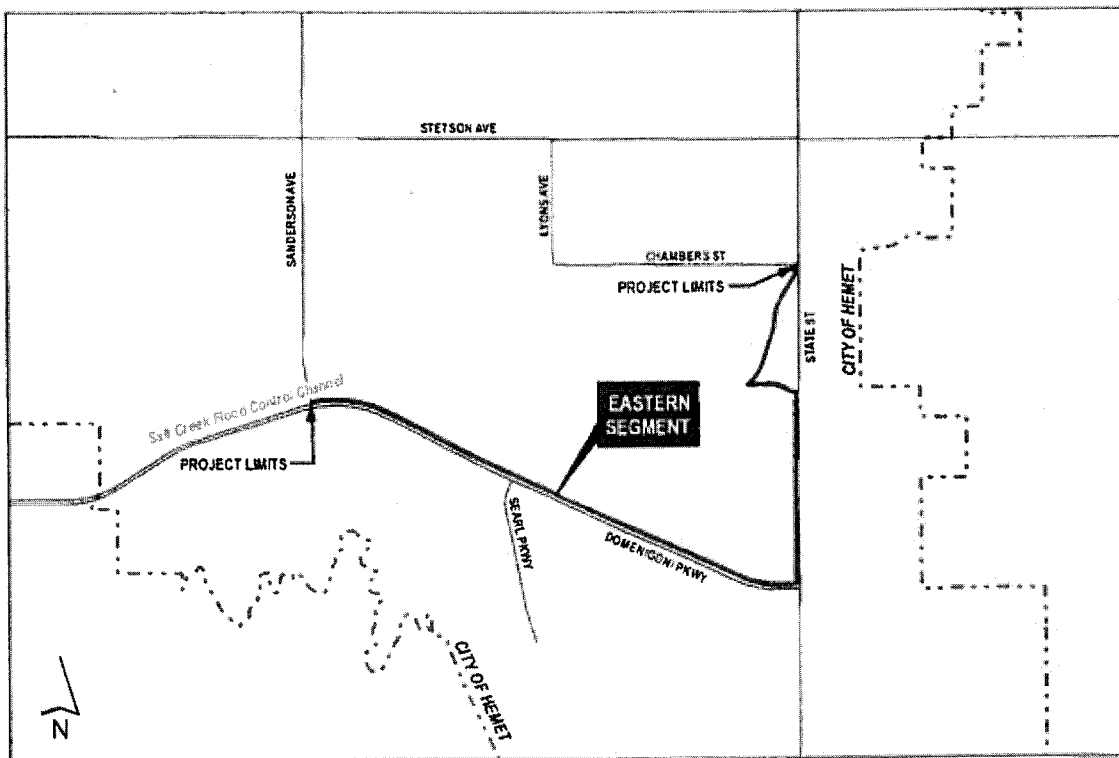 STETSON AVE
SANDERSON AVE
LYONS AVE
CHAMBERS ST
PROJECT LIMITS
STATE ST
CITY OF HEMET
Salt Creek Flood Control Channel
EASTERN
SEGMENT
PROJECT LIMITS
SEARL PKWY
DOMENIGONI PKWY
CITY OF HEMET
N